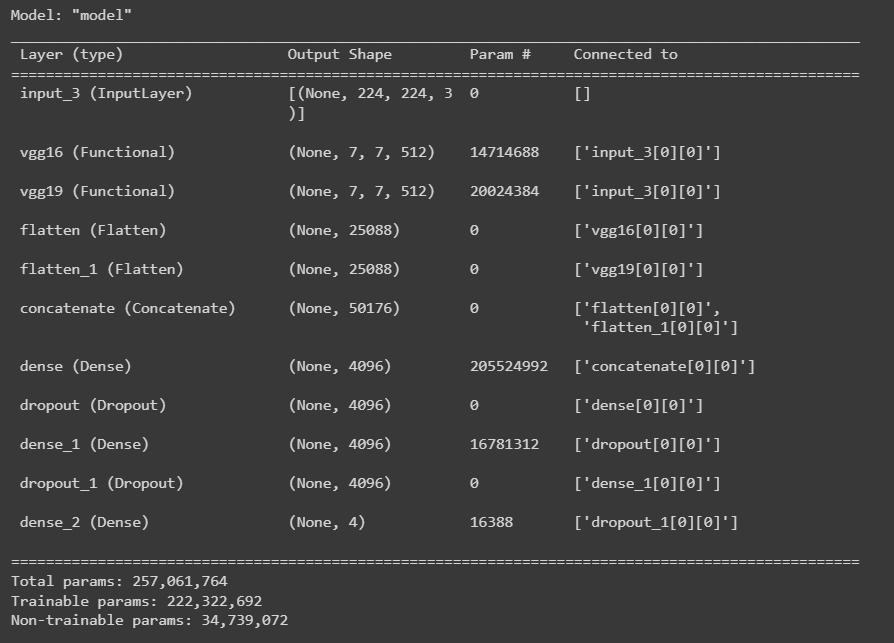 Model: "model"
Layer (type) Output Shape Param # Connected to
input_3 (InputLayer) [(None, 224, 224, 3 0 []
)]
vgg16 (Functional) (None, 7, 7, 512) 14714688 ['input_3[0][0]']
vgg19 (Functional) (None, 7, 7, 512) 20024384 ['input_3[0][0]']
flatten (Flatten) (None, 25088) 0 ['vgg16[0][0]']
flatten_1 (Flatten) (None, 25088) 0 ['vgg19[0][0]']
concatenate (Concatenate) (None, 50176) 0 ['flatten[0][0]',
'flatten_1[0][0]']
dense (Dense) (None, 4096) 205524992 ['concatenate[0][0]']
dropout (Dropout) (None, 4096) 0 ['dense[0][0]']
dense_1 (Dense) (None, 4096) 16781312 ['dropout[0][0]']
dropout_1 (Dropout) (None, 4096) 0 ['dense_1[0][0]']
dense_2 (Dense) (None, 4) 16388 ['dropout_1[0][0]']
Total params: 257,061,764
Trainable params: 222,322,692
Non-trainable params: 34,739,072